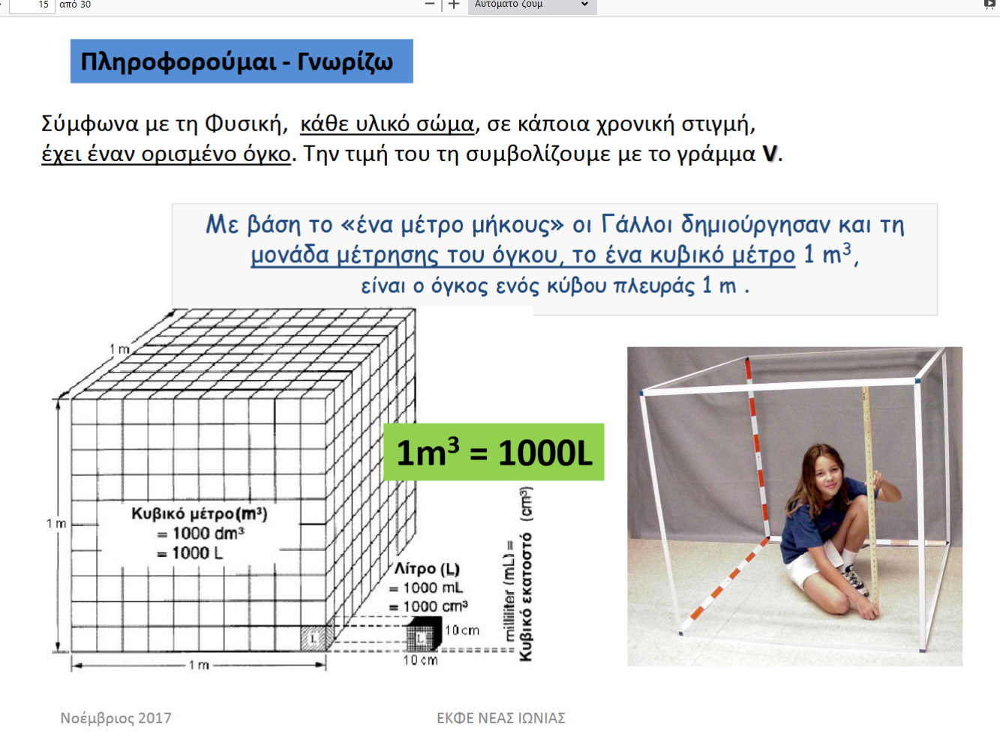 15 από 30
Αυτόματο ζουμ
Πληροφορούμαι - Γνωρίζω
Σύμφωνα με τη Φυσική, κάθε υλικό σώμα, σε κάποια χρονική στιγμή,
έχει έναν ορισμένο όγκο. Την τιμή του τη συμβολίζουμε με το γράμμα V.
Με βάση το «ένα μέτρο μήκους» οι Γάλλοι δημιούργησαν και τη
μονάδα μέτρησης του όγκου, το ένα κυβικό μέτρο 1 m³,
είναι ο όγκος ενός κύβου πλευράς 1 m .
1 m
1m³ = 1000L
1 m
Κυβικό μέτρο(m³)
= 1000 dm³
= 1000 L
Λίτρο (L)
= 1000 mL
= 1000 cm³
milliliter (mL) =
Κυβικό εκατοστό (cm³)
L
L
10 cm
10 cm
1 m
Νοέμβριος 2017
ΕΚΦΕ ΝΕΑΣ ΙΩΝΙΑΣ